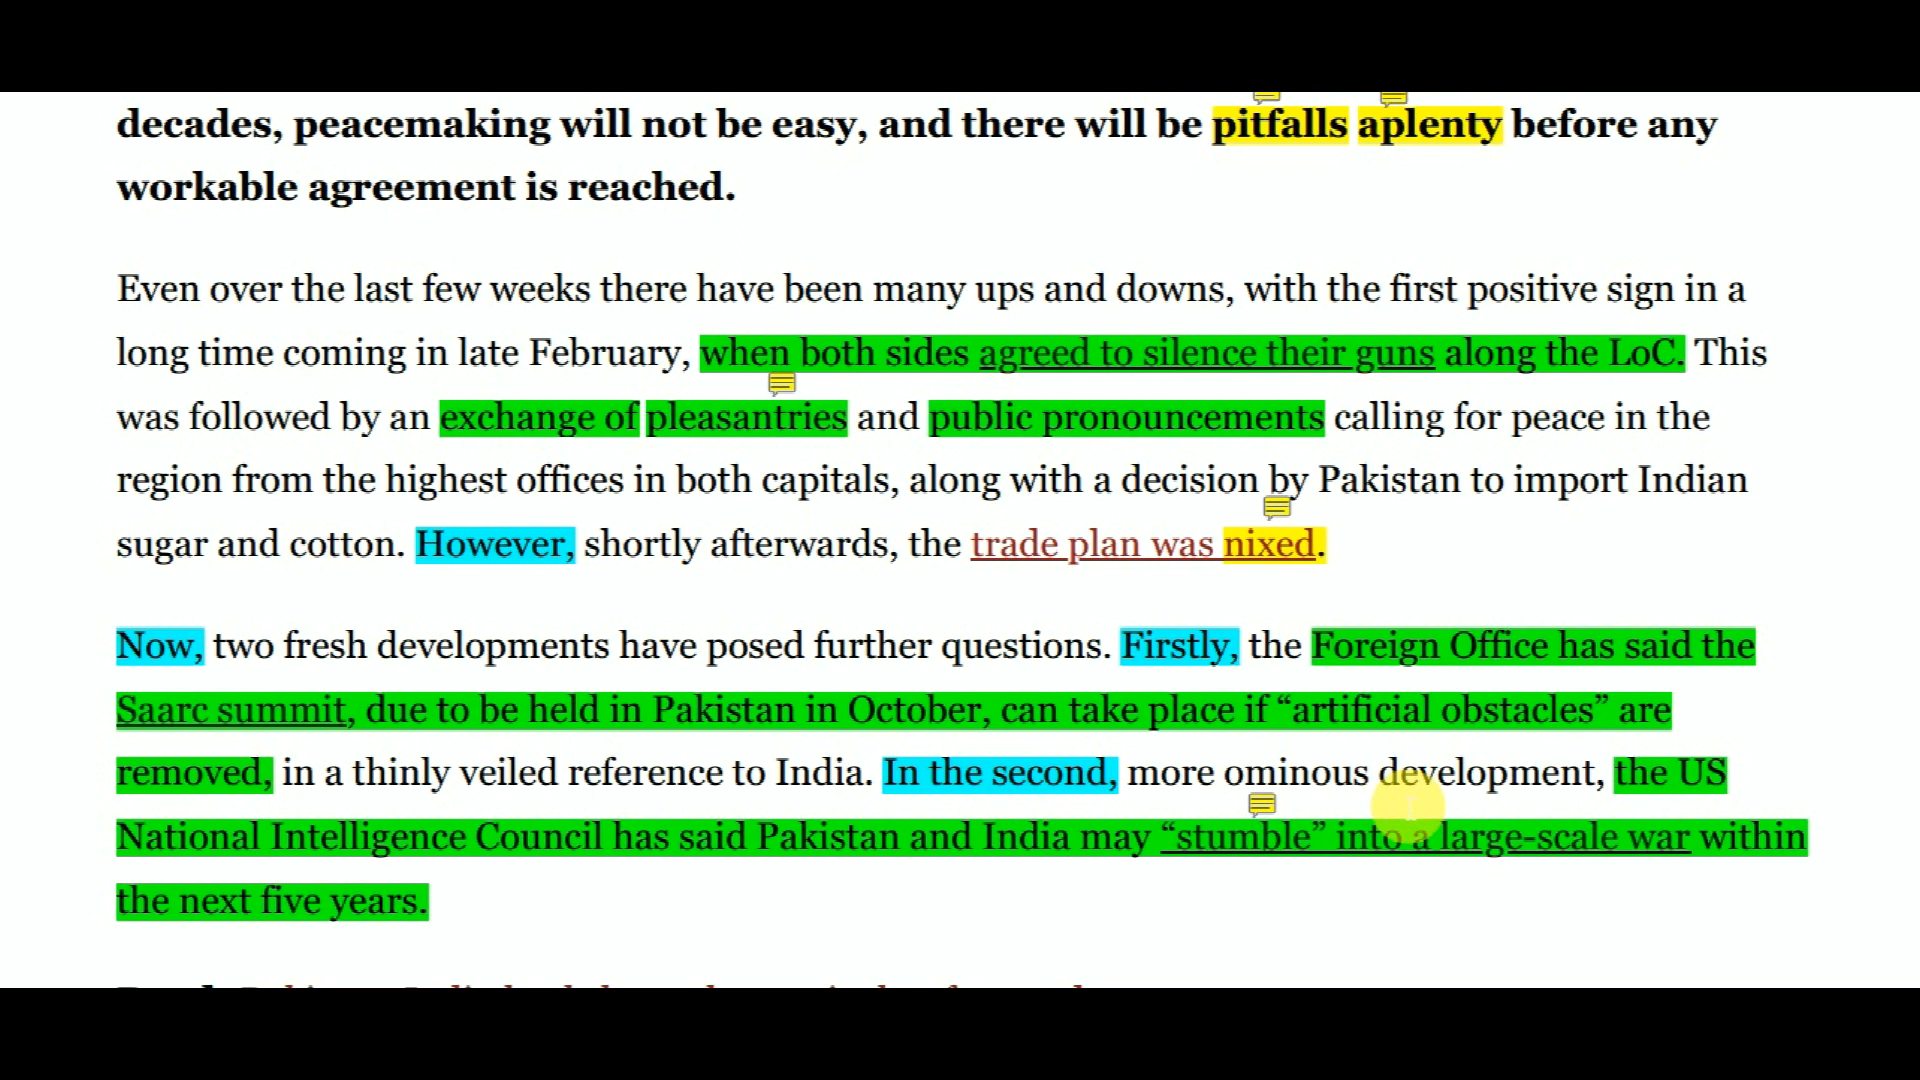 decades, peacemaking will not be easy, and there will be pitfalls aplenty before any
workable agreement is reached.
Even over the last few weeks there have been many ups and downs, with the first positive sign in a
long time coming in late February, when both sides agreed to silence their guns along the LoC. This
was followed by an exchange of pleasantries and public pronouncements calling for peace in the
region from the highest offices in both capitals, along with a decision by Pakistan to import Indian
sugar and cotton. However, shortly afterwards, the trade plan was nixed.
Now, two fresh developments have posed further questions. Firstly, the Foreign Office has said the
Saarc summit, due to be held in Pakistan in October, can take place if “artificial obstacles” are
removed, in a thinly veiled reference to India. In the second, more ominous development, the US
National Intelligence Council has said Pakistan and India may “stumble” into a large-scale war within
the next five years.